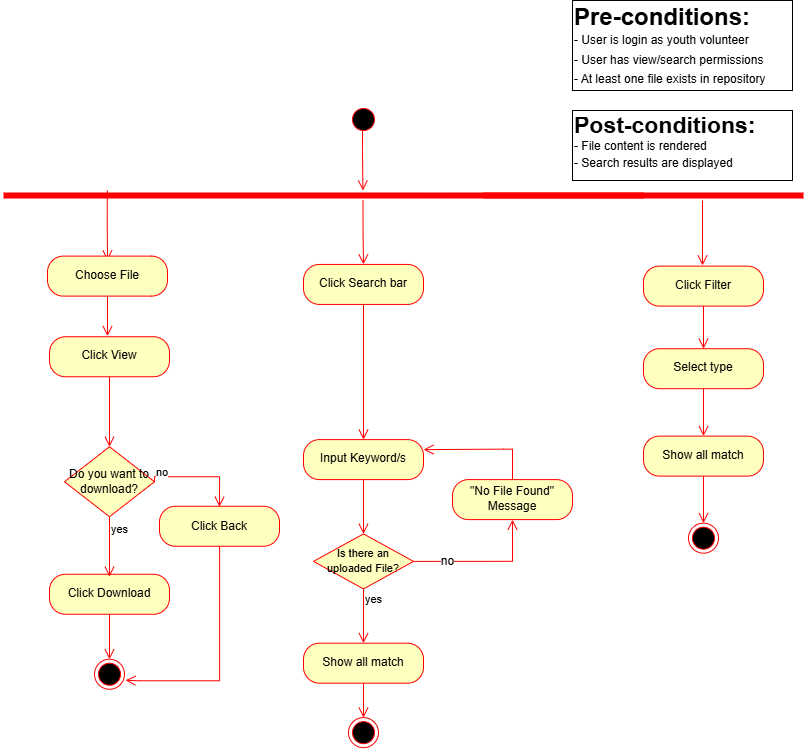 Pre-conditions:
- User is login as youth volunteer
- User has view/search permissions
- At least one file exists in repository
Post-conditions:
- File content is rendered
- Search results are displayed
Choose File
Click View
Do you want to
download?
no
yes
Click Back
Click Download
Click Search bar
Input Keyword/s
"No File Found"
Message
Is there an
uploaded File?
no
yes
Show all match
Click Filter
Select type
Show all match